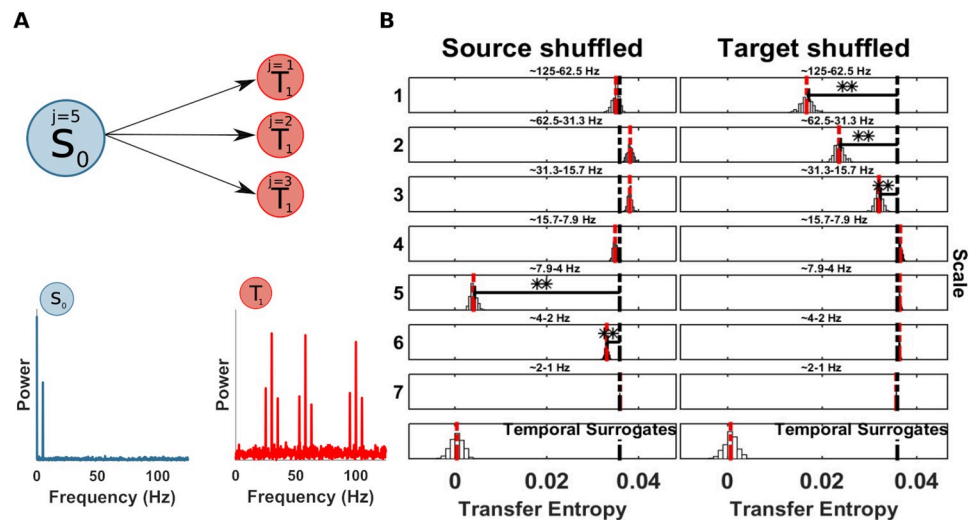 A
j=5
S0
j=1
T1
j=2
T1
j=3
T1
S0
T1
Power
0
100
Frequency (Hz)
Power
0
100
Frequency (Hz)
B
Source shuffled
Target shuffled
1
~125-62.5 Hz
~125-62.5 Hz
**
2
~62.5-31.3 Hz
~62.5-31.3 Hz
**
3
~31.3-15.7 Hz
~31.3-15.7 Hz
**
4
~15.7-7.9 Hz
~15.7-7.9 Hz
5
~7.9-4 Hz
~7.9-4 Hz
**
6
~4-2 Hz
~4-2 Hz
**
7
~2-1 Hz
~2-1 Hz
Scale
Temporal Surrogates
Temporal Surrogates
0 0.02 0.04
0 0.02 0.04
Transfer Entropy
Transfer Entropy